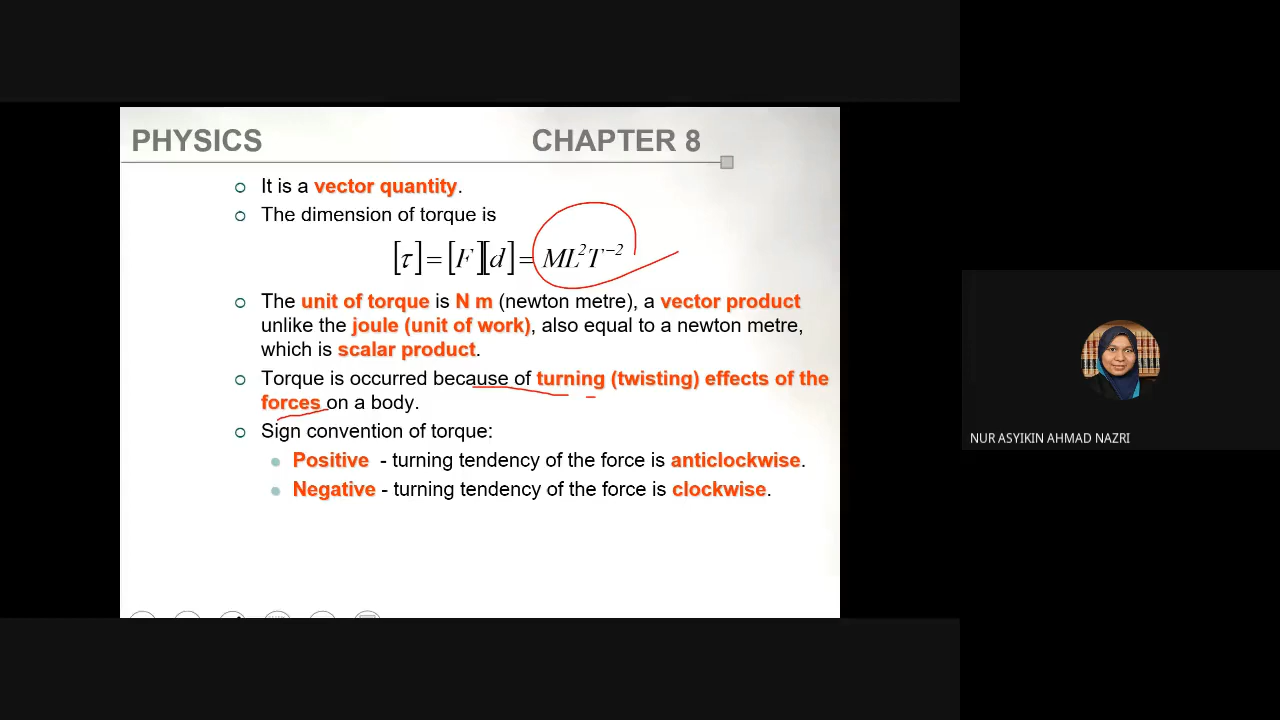 PHYSICS CHAPTER 8
It is a vector quantity.
The dimension of torque is
[τ] = [F][d] = ML²T⁻²
The unit of torque is N m (newton metre), a vector product
unlike the joule (unit of work), also equal to a newton metre,
which is scalar product.
Torque is occurred because of turning (twisting) effects of the
forces on a body.
Sign convention of torque:
Positive - turning tendency of the force is anticlockwise.
Negative - turning tendency of the force is clockwise.
NUR ASYIKIN AHMAD NAZRI